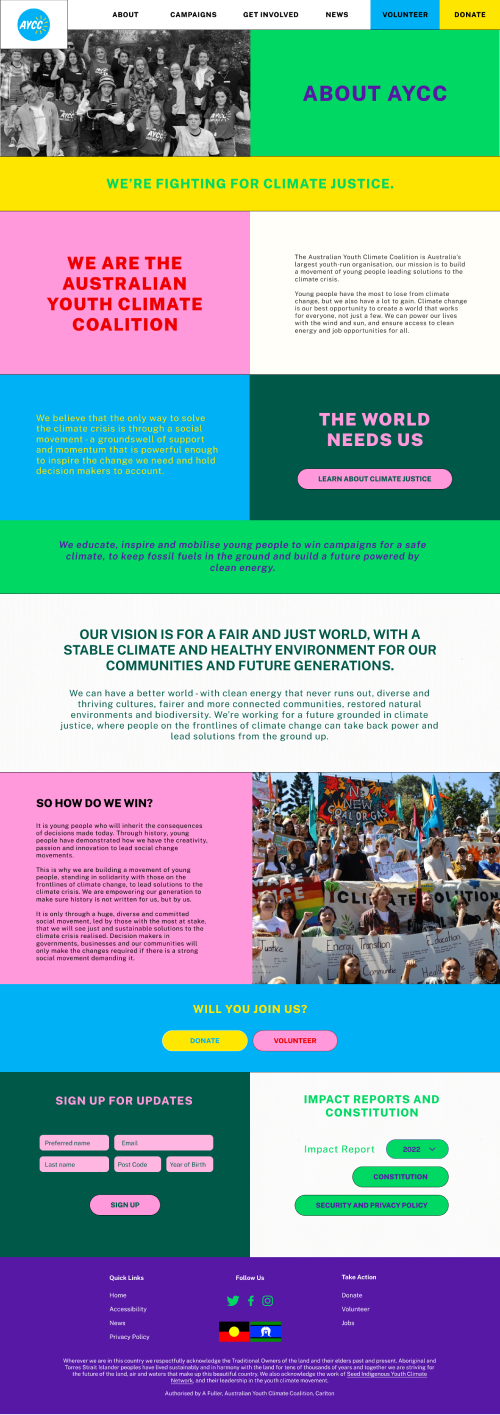 AYCC
ABOUT
CAMPAIGNS
GET INVOLVED
NEWS
VOLUNTEER
DONATE
ABOUT AYCC
WE'RE FIGHTING FOR CLIMATE JUSTICE.
WE ARE THE
AUSTRALIAN
YOUTH CLIMATE
COALITION
The Australian Youth Climate Coalition is Australia's
largest youth-run organisation, our mission is to build
a movement of young people leading solutions to the
climate crisis.
Young people have the most to lose from climate
change, but we also have a lot to gain. Climate change
is our best opportunity to create a world that works
for everyone, not just a few. We can power our lives
with the wind and sun, and ensure access to clean
energy and job opportunities for all.
We believe that the only way to solve
the climate crisis is through a social
movement - a groundswell of support
and momentum that is powerful enough
to inspire the change we need and hold
decision makers to account.
THE WORLD
NEEDS US
LEARN ABOUT CLIMATE JUSTICE
We educate, inspire and mobilise young people to win campaigns for a safe
climate, to keep fossil fuels in the ground and build a future powered by
clean energy.
OUR VISION IS FOR A FAIR AND JUST WORLD, WITH A
STABLE CLIMATE AND HEALTHY ENVIRONMENT FOR OUR
COMMUNITIES AND FUTURE GENERATIONS.
We can have a better world - with clean energy that never runs out, diverse and
thriving cultures, fairer and more connected communities, restored natural
environments and biodiversity. We're working for a future grounded in climate
justice, where people on the frontlines of climate change can take back power and
lead solutions from the ground up.
SO HOW DO WE WIN?
It is young people who will inherit the consequences
of decisions made today. Through history, young
people have demonstrated how we have the creativity,
passion and innovation to lead social change
movements.
This is why we are building a movement of young
people, standing in solidarity with those on the
frontlines of climate change, to lead solutions to the
climate crisis. We are empowering our generation to
make sure history is not written for us, but by us.
It is only through a huge, diverse and committed
social movement, led by those with the most at stake,
that we will see just and sustainable solutions to the
climate crisis realised. Decision makers in
governments, businesses and our communities will
only make the changes required if there is a strong
social movement demanding it.
NO
NEW
COAL OR GAS
CLIMATE
ACTION
Justice
Energy Transition
Education
WILL YOU JOIN US?
DONATE
VOLUNTEER
SIGN UP FOR UPDATES
Preferred name
Email
Last name
Post Code
Year of Birth
SIGN UP
IMPACT REPORTS AND
CONSTITUTION
Impact Report
2022
CONSTITUTION
SECURITY AND PRIVACY POLICY
Quick Links
Home
Accessibility
News
Privacy Policy
Follow Us
Take Action
Donate
Volunteer
Jobs
Wherever we are in this country we respectfully acknowledge the Traditional Owners of the land and their elders past and present. Aboriginal and
Torres Strait Islander peoples have lived sustainably and in harmony with the land for tens of thousands of years and together we are striving for
the future of the land, air and waters that make up this beautiful country. We also acknowledge the work of Seed Indigenous Youth Climate
Network, and their leadership in the youth climate movement.
Authorised by A Fuller, Australian Youth Climate Coalition, Carlton